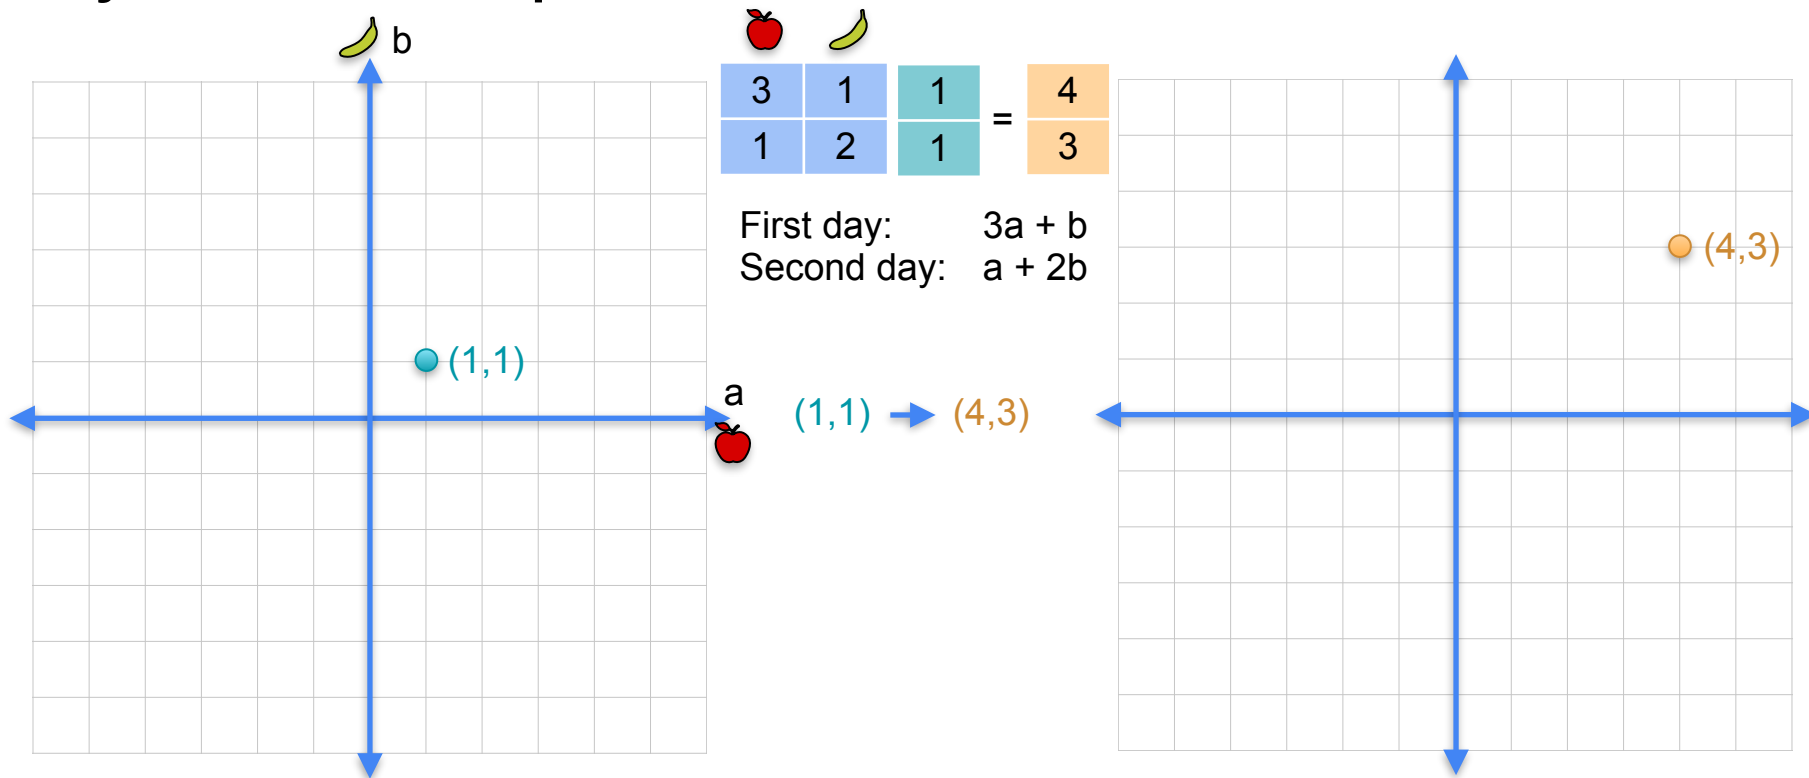 b
3 1 1 = 4
1 2 1 3
First day: 3a + b
Second day: a + 2b
(4,3)
(1,1)
a
(1,1) (4,3)